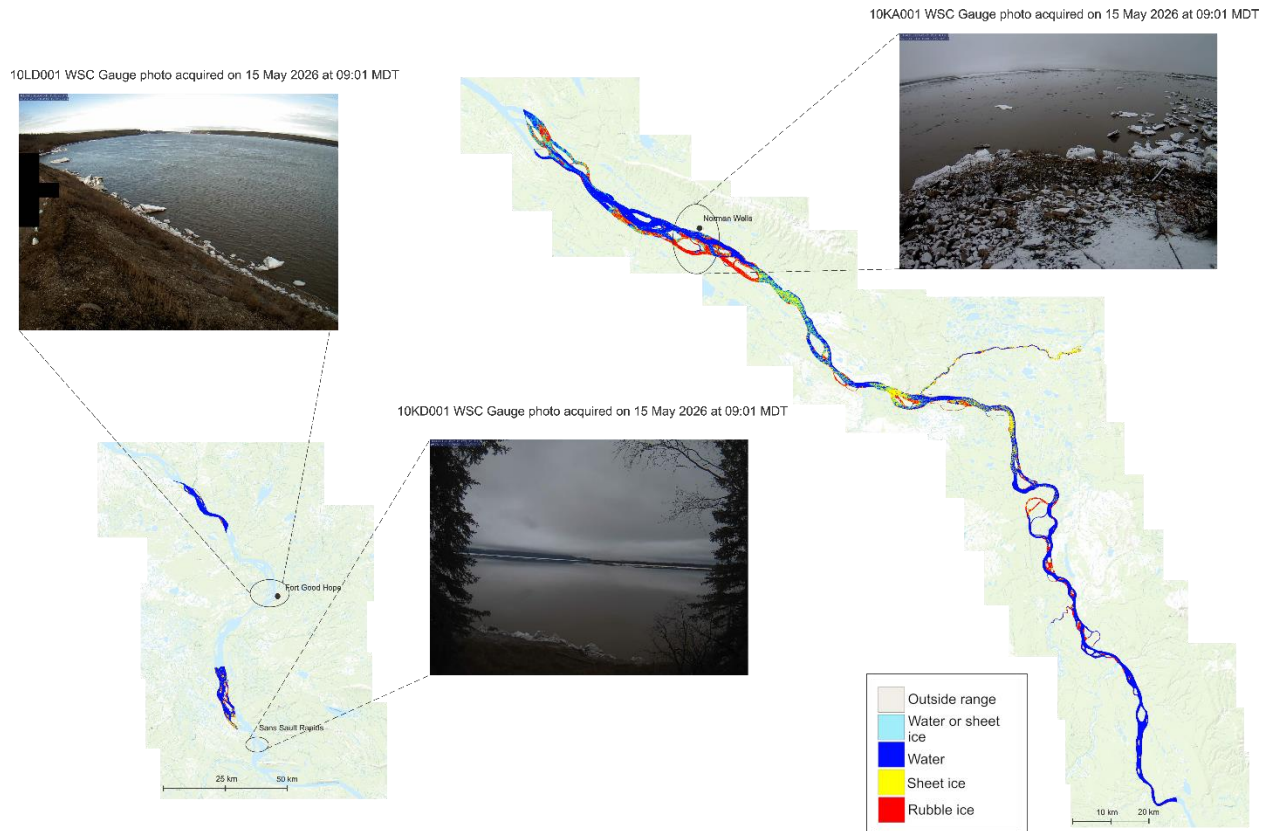 10KA001 WSC Gauge photo acquired on 15 May 2026 at 09:01 MDT
10LD001 WSC Gauge photo acquired on 15 May 2026 at 09:01 MDT
Norman Wells
10KD001 WSC Gauge photo acquired on 15 May 2026 at 09:01 MDT
Fort Good Hope
Sans Sault Rapids
25 km
50 km
Outside range
Water or sheet
ice
Water
Sheet ice
Rubble ice
10 km
20 km